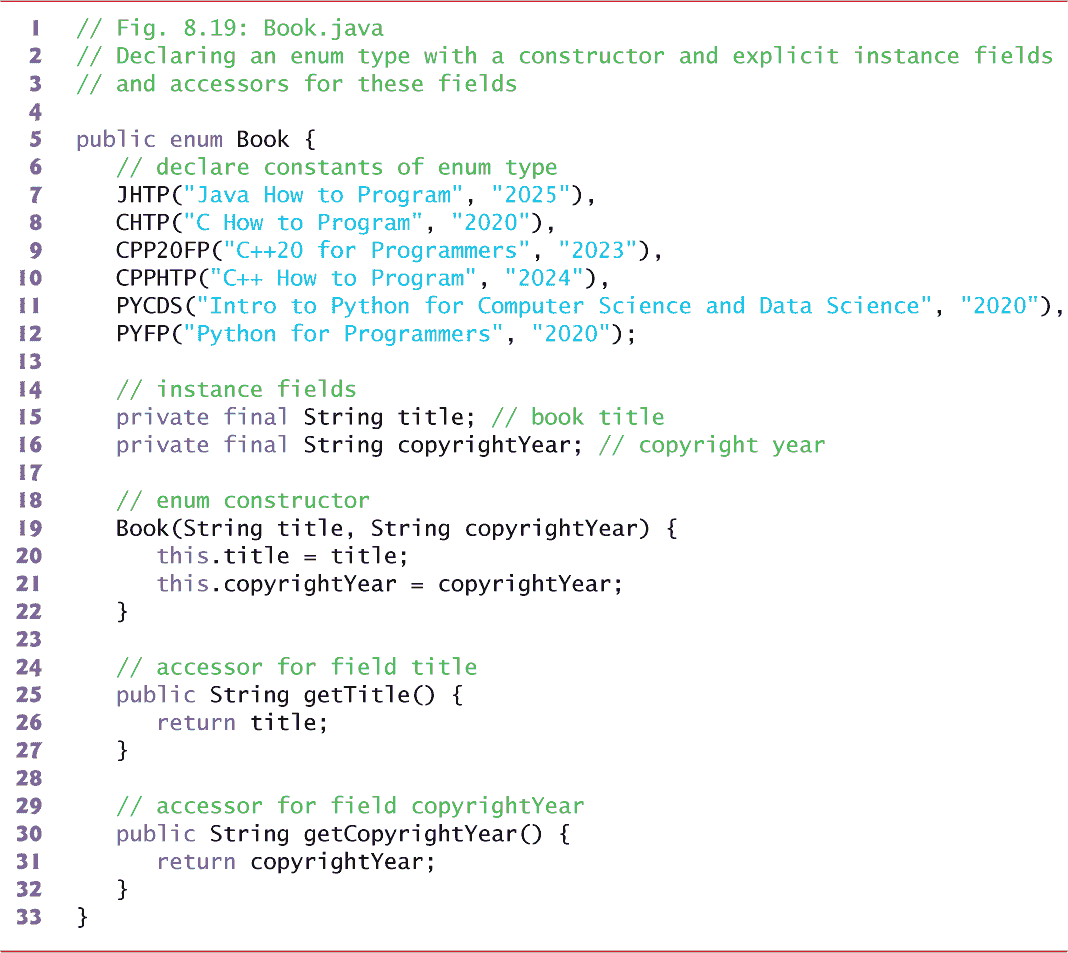 1 // Fig. 8.19: Book.java
2 // Declaring an enum type with a constructor and explicit instance fields
3 // and accessors for these fields
4
5 public enum Book {
6    // declare constants of enum type
7    JHTP("Java How to Program", "2025"),
8    CHTP("C How to Program", "2020"),
9    CPP20FP("C++20 for Programmers", "2023"),
10    CPPHTP("C++ How to Program", "2024"),
11    PYCDS("Intro to Python for Computer Science and Data Science", "2020"),
12    PYFP("Python for Programmers", "2020");
13
14    // instance fields
15    private final String title; // book title
16    private final String copyrightYear; // copyright year
17
18    // enum constructor
19    Book(String title, String copyrightYear) {
20       this.title = title;
21       this.copyrightYear = copyrightYear;
22    }
23
24    // accessor for field title
25    public String getTitle() {
26       return title;
27    }
28
29    // accessor for field copyrightYear
30    public String getCopyrightYear() {
31       return copyrightYear;
32    }
33 }